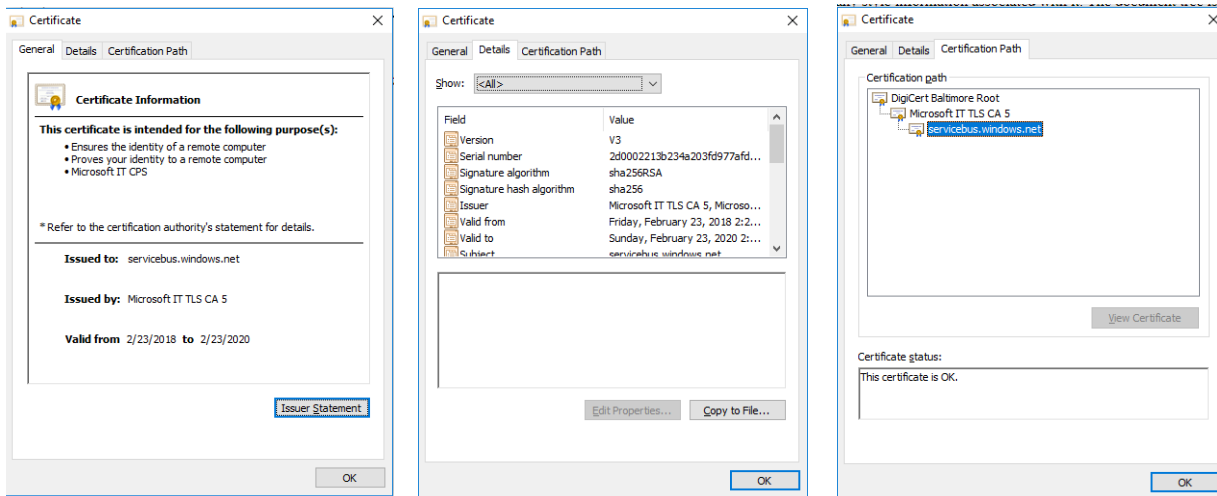 Certificate
General Details Certification Path
Certificate Information
This certificate is intended for the following purpose(s):
• Ensures the identity of a remote computer
• Proves your identity to a remote computer
• Microsoft IT CPS
* Refer to the certification authority's statement for details.
Issued to: servicebus.windows.net
Issued by: Microsoft IT TLS CA 5
Valid from 2/23/2018 to 2/23/2020
Issuer Statement
OK
Certificate
General Details Certification Path
Show: <All>
Field Value
Version V3
Serial number 2d0002213b234a203fd977afd...
Signature algorithm sha256RSA
Signature hash algorithm sha256
Issuer Microsoft IT TLS CA 5, Microso...
Valid from Friday, February 23, 2018 2:2...
Valid to Sunday, February 23, 2020 2:...
Subject servicebus.windows.net
Edit Properties... Copy to File...
OK
Certificate
General Details Certification Path
Certification path
DigiCert Baltimore Root
Microsoft IT TLS CA 5
servicebus.windows.net
View Certificate
Certificate status:
This certificate is OK.
OK